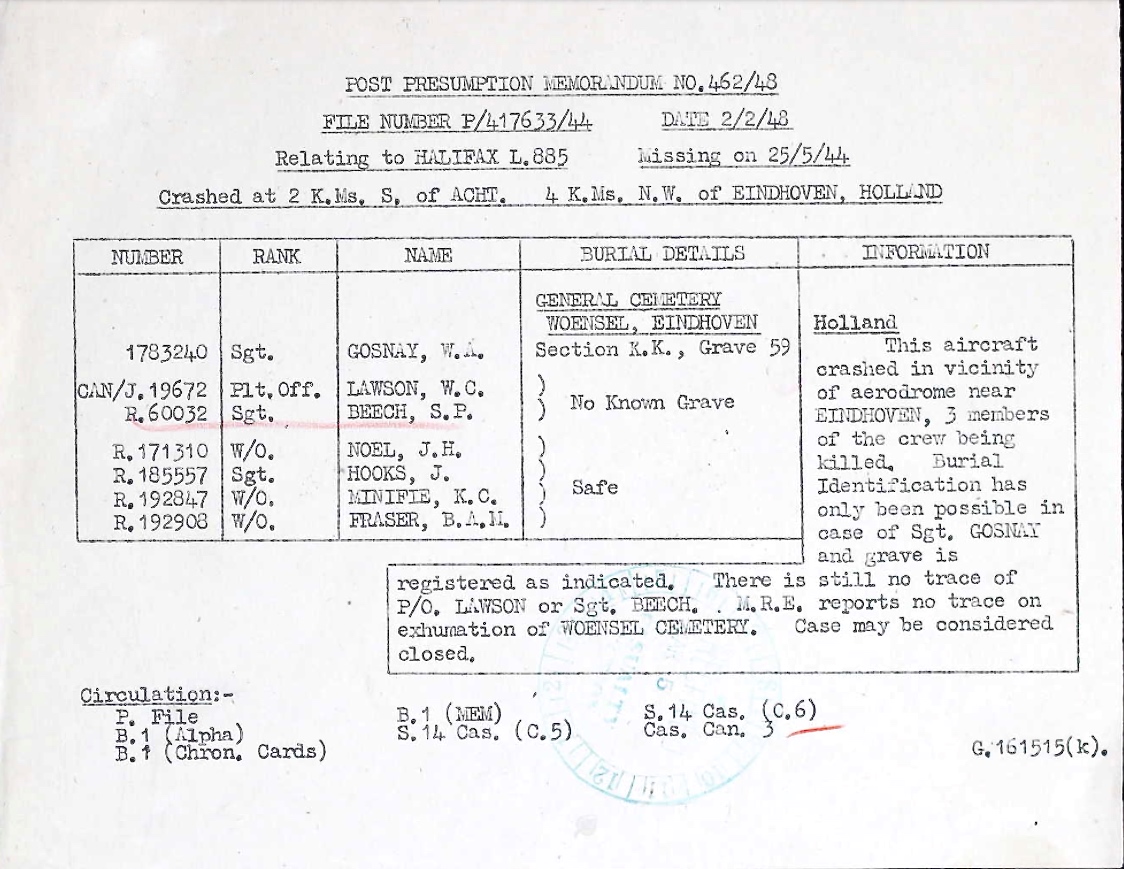 POST PRESUMPTION MEMORANDUM NO.462/48
FILE NUMBER P/417633/44 DATE 2/2/48
Relating to HALIFAX L.885 Missing on 25/5/44
Crashed at 2 K.Ms. S. of ACHT. 4 K.Ms. N.W. of EINDHOVEN, HOLLAND
NUMBER RANK NAME BURIAL DETAILS INFORMATION
GENERAL CEMETERY
WOENSEL, EINDHOVEN
1783240 Sgt. GOSNAY, W.A. Section K.K., Grave 59
CAN/J.19672 Plt.Off. LAWSON, W.C. )
R.60032 Sgt. BEECH, S.P. ) No Known Grave
R.171310 W/O. NOEL, J.H. )
R.185557 Sgt. HOOKS, J. )
R.192847 W/O. MINIFIE, K.C. ) Safe
R.192908 W/O. FRASER, B.A.M. )
Holland
This aircraft
crashed in vicinity
of aerodrome near
EINDHOVEN, 3 members
of the crew being
killed. Burial
Identification has
only been possible in
case of Sgt. GOSNAY
and grave is
registered as indicated. There is still no trace of
P/O. LAWSON or Sgt. BEECH. . M.R.E. reports no trace on
exhumation of WOENSEL CEMETERY. Case may be considered
closed.
Circulation:-
P. File
B.1 (Alpha)
B.1 (Chron. Cards)
B.1 (MEM)
S.14 Cas. (C.5)
S.14 Cas. (C.6)
Cas. Can. 3
G.161515(k).